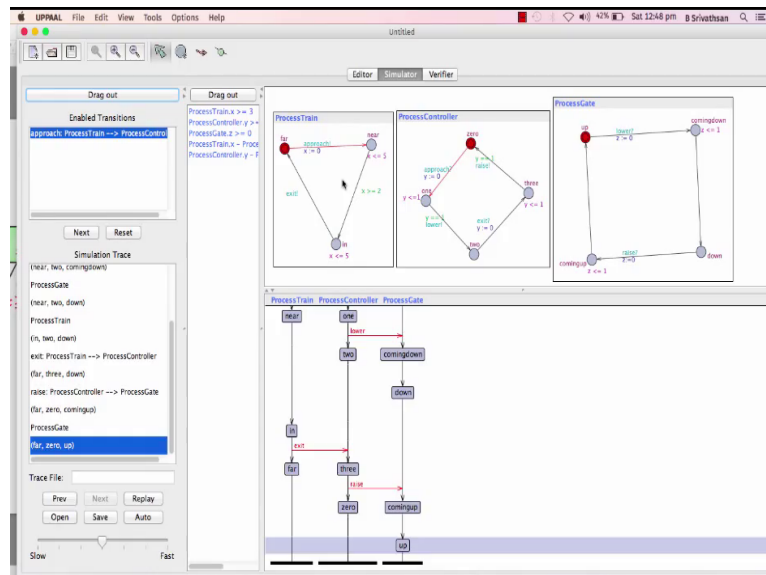 UPPAAL File Edit View Tools Options Help
42% Sat 12:48 pm B Srivathsan
Untitled
Editor Simulator Verifier
Drag out
Enabled Transitions
approach: ProcessTrain --> ProcessControl
Next Reset
Simulation Trace
(near, two, comingdown)
ProcessGate
(near, two, down)
ProcessTrain
(in, two, down)
exit: ProcessTrain --> ProcessController
(far, three, down)
raise: ProcessController --> ProcessGate
(far, zero, comingup)
ProcessGate
(far, zero, up)
Trace File:
Prev Next Replay
Open Save Auto
Slow Fast
Drag out
ProcessTrain.x >= 3
ProcessController.y >=
ProcessGate.z >= 0
ProcessTrain.x - Proce
ProcessController.y - P
ProcessTrain
far
near
approach!
x := 0
x <= 5
exit!
x >= 2
in
x <= 5
ProcessController
zero
approach?
y := 0
y == 1
raise!
one
y <=1
three
y <= 1
y == 1
lower!
exit?
y := 0
two
ProcessGate
up
lower?
z := 0
comingdown
z <= 1
comingup
z <= 1
raise?
z :=0
down
ProcessTrain ProcessController ProcessGate
near one
lower
two comingdown
down
in
exit
far three
raise
zero comingup
up